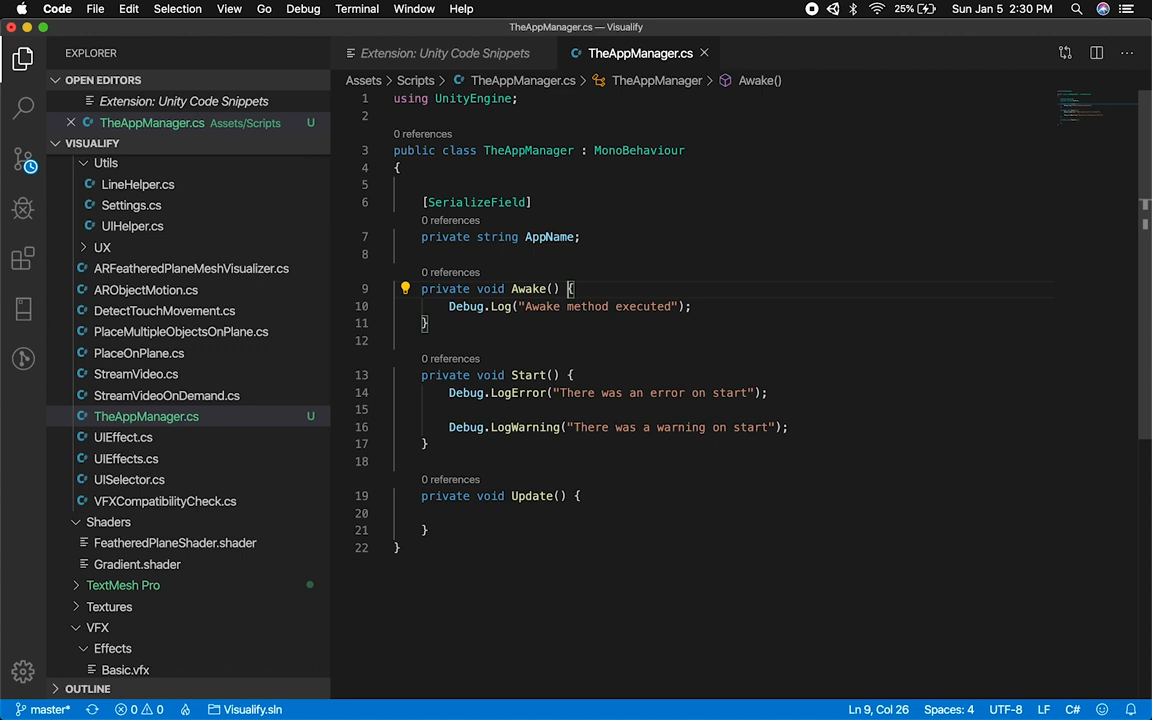 Code File Edit Selection View Go Debug Terminal Window Help 25% Sun Jan 5 2:30 PM
TheAppManager.cs — Visualify
EXPLORER
OPEN EDITORS
Extension: Unity Code Snippets
TheAppManager.cs Assets/Scripts U
VISUALIFY
Utils
LineHelper.cs
Settings.cs
UIHelper.cs
UX
ARFeatheredPlaneMeshVisualizer.cs
ARObjectMotion.cs
DetectTouchMovement.cs
PlaceMultipleObjectsOnPlane.cs
PlaceOnPlane.cs
StreamVideo.cs
StreamVideoOnDemand.cs
TheAppManager.cs U
UIEffect.cs
UIEffects.cs
UISelector.cs
VFXCompatibilityCheck.cs
Shaders
FeatheredPlaneShader.shader
Gradient.shader
TextMesh Pro
Textures
VFX
Effects
Basic.vfx
OUTLINE
Extension: Unity Code Snippets TheAppManager.cs
Assets > Scripts > TheAppManager.cs > TheAppManager > Awake()
1 using UnityEngine;
2
0 references
3 public class TheAppManager : MonoBehaviour
4 {
5
6 [SerializeField]
0 references
7 private string AppName;
8
0 references
9 private void Awake() {
10 Debug.Log("Awake method executed");
11 }
12
0 references
13 private void Start() {
14 Debug.LogError("There was an error on start");
15
16 Debug.LogWarning("There was a warning on start");
17 }
18
0 references
19 private void Update() {
20
21 }
22 }
master* 0 0 Visualify.sln Ln 9, Col 26 Spaces: 4 UTF-8 LF C#